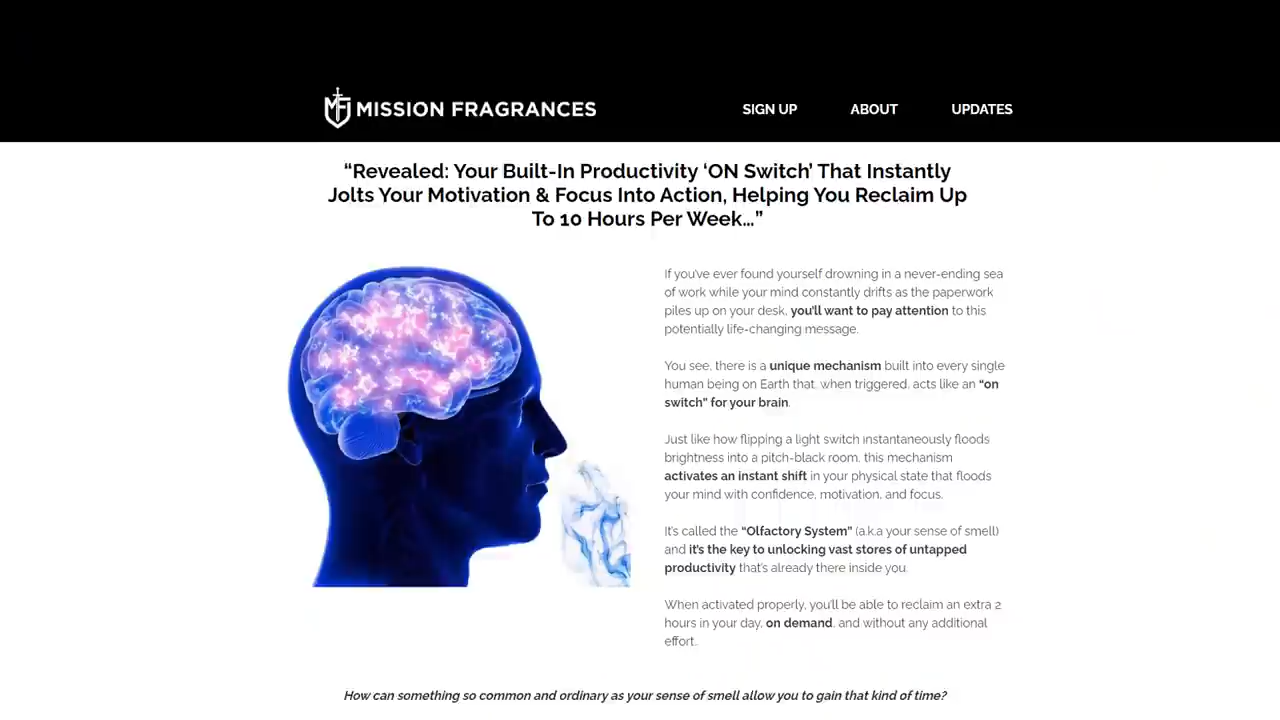 MISSION FRAGRANCES
SIGN UP
ABOUT
UPDATES
“Revealed: Your Built-In Productivity ‘ON Switch’ That Instantly
Jolts Your Motivation & Focus Into Action, Helping You Reclaim Up
To 10 Hours Per Week…”
If you’ve ever found yourself drowning in a never-ending sea
of work while your mind constantly drifts as the paperwork
piles up on your desk, you’ll want to pay attention to this
potentially life-changing message.
You see, there is a unique mechanism built into every single
human being on Earth that, when triggered, acts like an “on
switch” for your brain.
Just like how flipping a light switch instantaneously floods
brightness into a pitch-black room, this mechanism
activates an instant shift in your physical state that floods
your mind with confidence, motivation, and focus.
It’s called the “Olfactory System” (a.k.a your sense of smell)
and it’s the key to unlocking vast stores of untapped
productivity that’s already there inside you.
When activated properly, you’ll be able to reclaim an extra 2
hours in your day, on demand, and without any additional
effort..
How can something so common and ordinary as your sense of smell allow you to gain that kind of time?